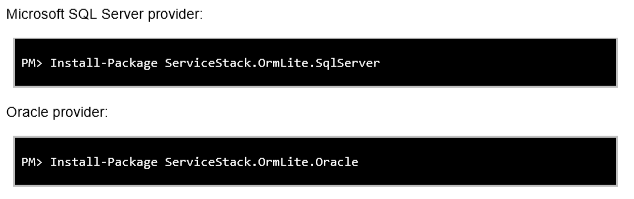 Microsoft SQL Server provider:
PM> Install-Package ServiceStack.OrmLite.SqlServer
Oracle provider:
PM> Install-Package ServiceStack.OrmLite.Oracle